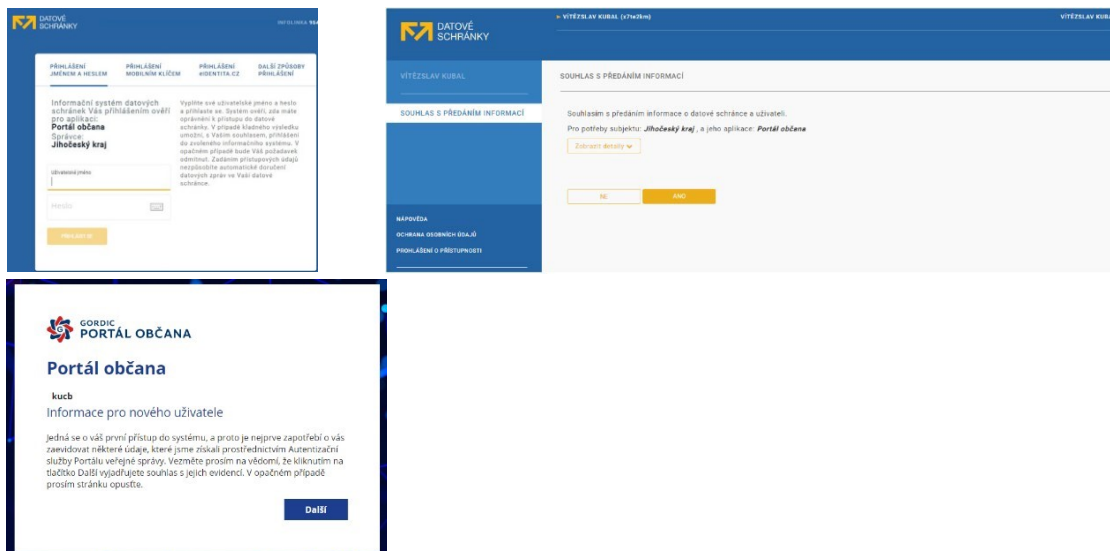 DATOVÉ
SCHRÁNKY
INFOLINKA 954
PŘIHLÁŠENÍ
JMÉNEM A HESLEM
PŘIHLÁŠENÍ
MOBILNÍM KLÍČEM
PŘIHLÁŠENÍ
eIDENTITA.CZ
DALŠÍ ZPŮSOBY
PŘIHLÁŠENÍ
Informační systém datových
schránek Vás přihlášením ověří
pro aplikaci:
Portál občana
Správce:
Jihočeský kraj
Uživatelské jméno
Heslo
PŘIHLÁSIT SE
Vyplňte své uživatelské jméno a heslo
a přihlaste se. Systém ověří, zda máte
oprávnění k přístupu do datové
schránky. V případě kladného výsledku
umožní, s Vaším souhlasem, přihlášení
do zvoleného informačního systému. V
opačném případě bude Váš požadavek
odmítnut. Zadáním přístupových údajů
nezpůsobíte automatické doručení
datových zpráv ve Vaší datové
schránce.
DATOVÉ
SCHRÁNKY
VÍTĚZSLAV KUBAL (x7te2km)
VÍTĚZSLAV KUBA
VÍTĚZSLAV KUBAL
SOUHLAS S PŘEDÁNÍM INFORMACÍ
NÁPOVĚDA
OCHRANA OSOBNÍCH ÚDAJŮ
PROHLÁŠENÍ O PŘÍSTUPNOSTI
SOUHLAS S PŘEDÁNÍM INFORMACÍ
Souhlasím s předáním informace o datové schránce a uživateli.
Pro potřeby subjektu: Jihočeský kraj , a jeho aplikace: Portál občana
Zobrazit detaily
NE
ANO
GORDIC
PORTÁL OBČANA
Portál občana
kucb
Informace pro nového uživatele
Jedná se o váš první přístup do systému, a proto je nejprve zapotřebí o vás
zaevidovat některé údaje, které jsme získali prostřednictvím Autentizační
služby Portálu veřejné správy. Vezměte prosím na vědomí, že kliknutím na
tlačítko Další vyjadřujete souhlas s jejich evidencí. V opačném případě
prosím stránku opusťte.
Další